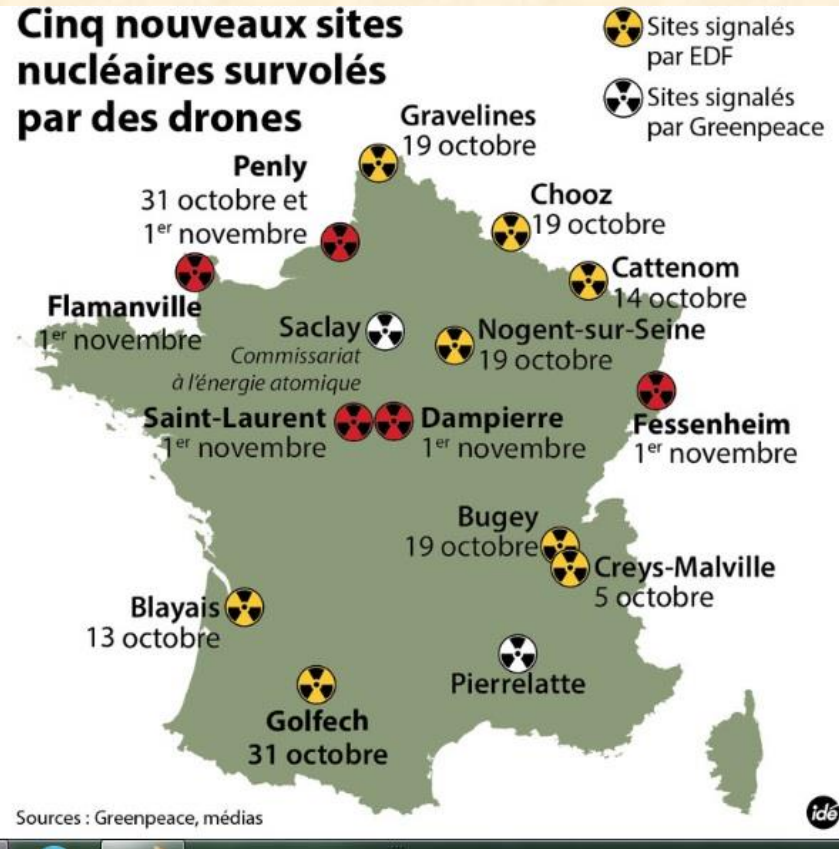 Cinq nouveaux sites
nucléaires survolés
par des drones
Sites signalés
par EDF
Sites signalés
par Greenpeace
Gravelines
19 octobre
Penly
31 octobre et
1er novembre
Chooz
19 octobre
Cattenom
14 octobre
Flamanville
1er novembre
Saclay
Commissariat
à l'énergie atomique
Nogent-sur-Seine
19 octobre
Saint-Laurent
1er novembre
Dampierre
1er novembre
Fessenheim
1er novembre
Bugey
19 octobre
Creys-Malville
5 octobre
Blayais
13 octobre
Pierrelatte
Golfech
31 octobre
Sources : Greenpeace, médias
idé